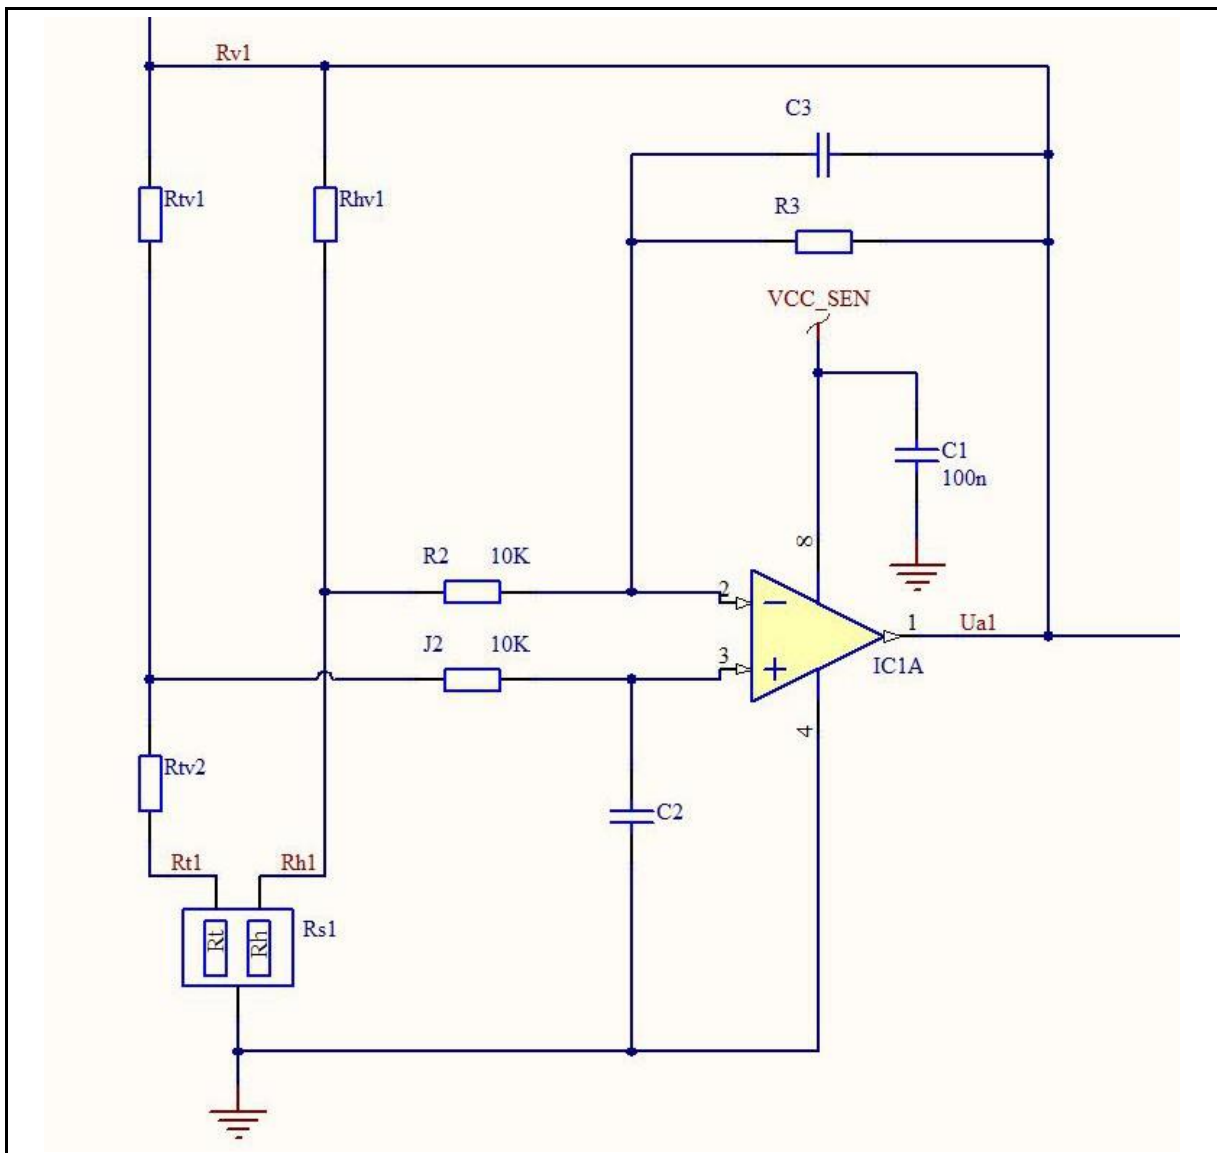 Rv1
C3
Rtv1
Rhv1
R3
VCC_SEN
C1
100n
8
R2 10K
2
1 Ua1
J2 10K
3
IC1A
4
Rtv2
C2
Rt1 Rh1
Rs1
Rt Rh